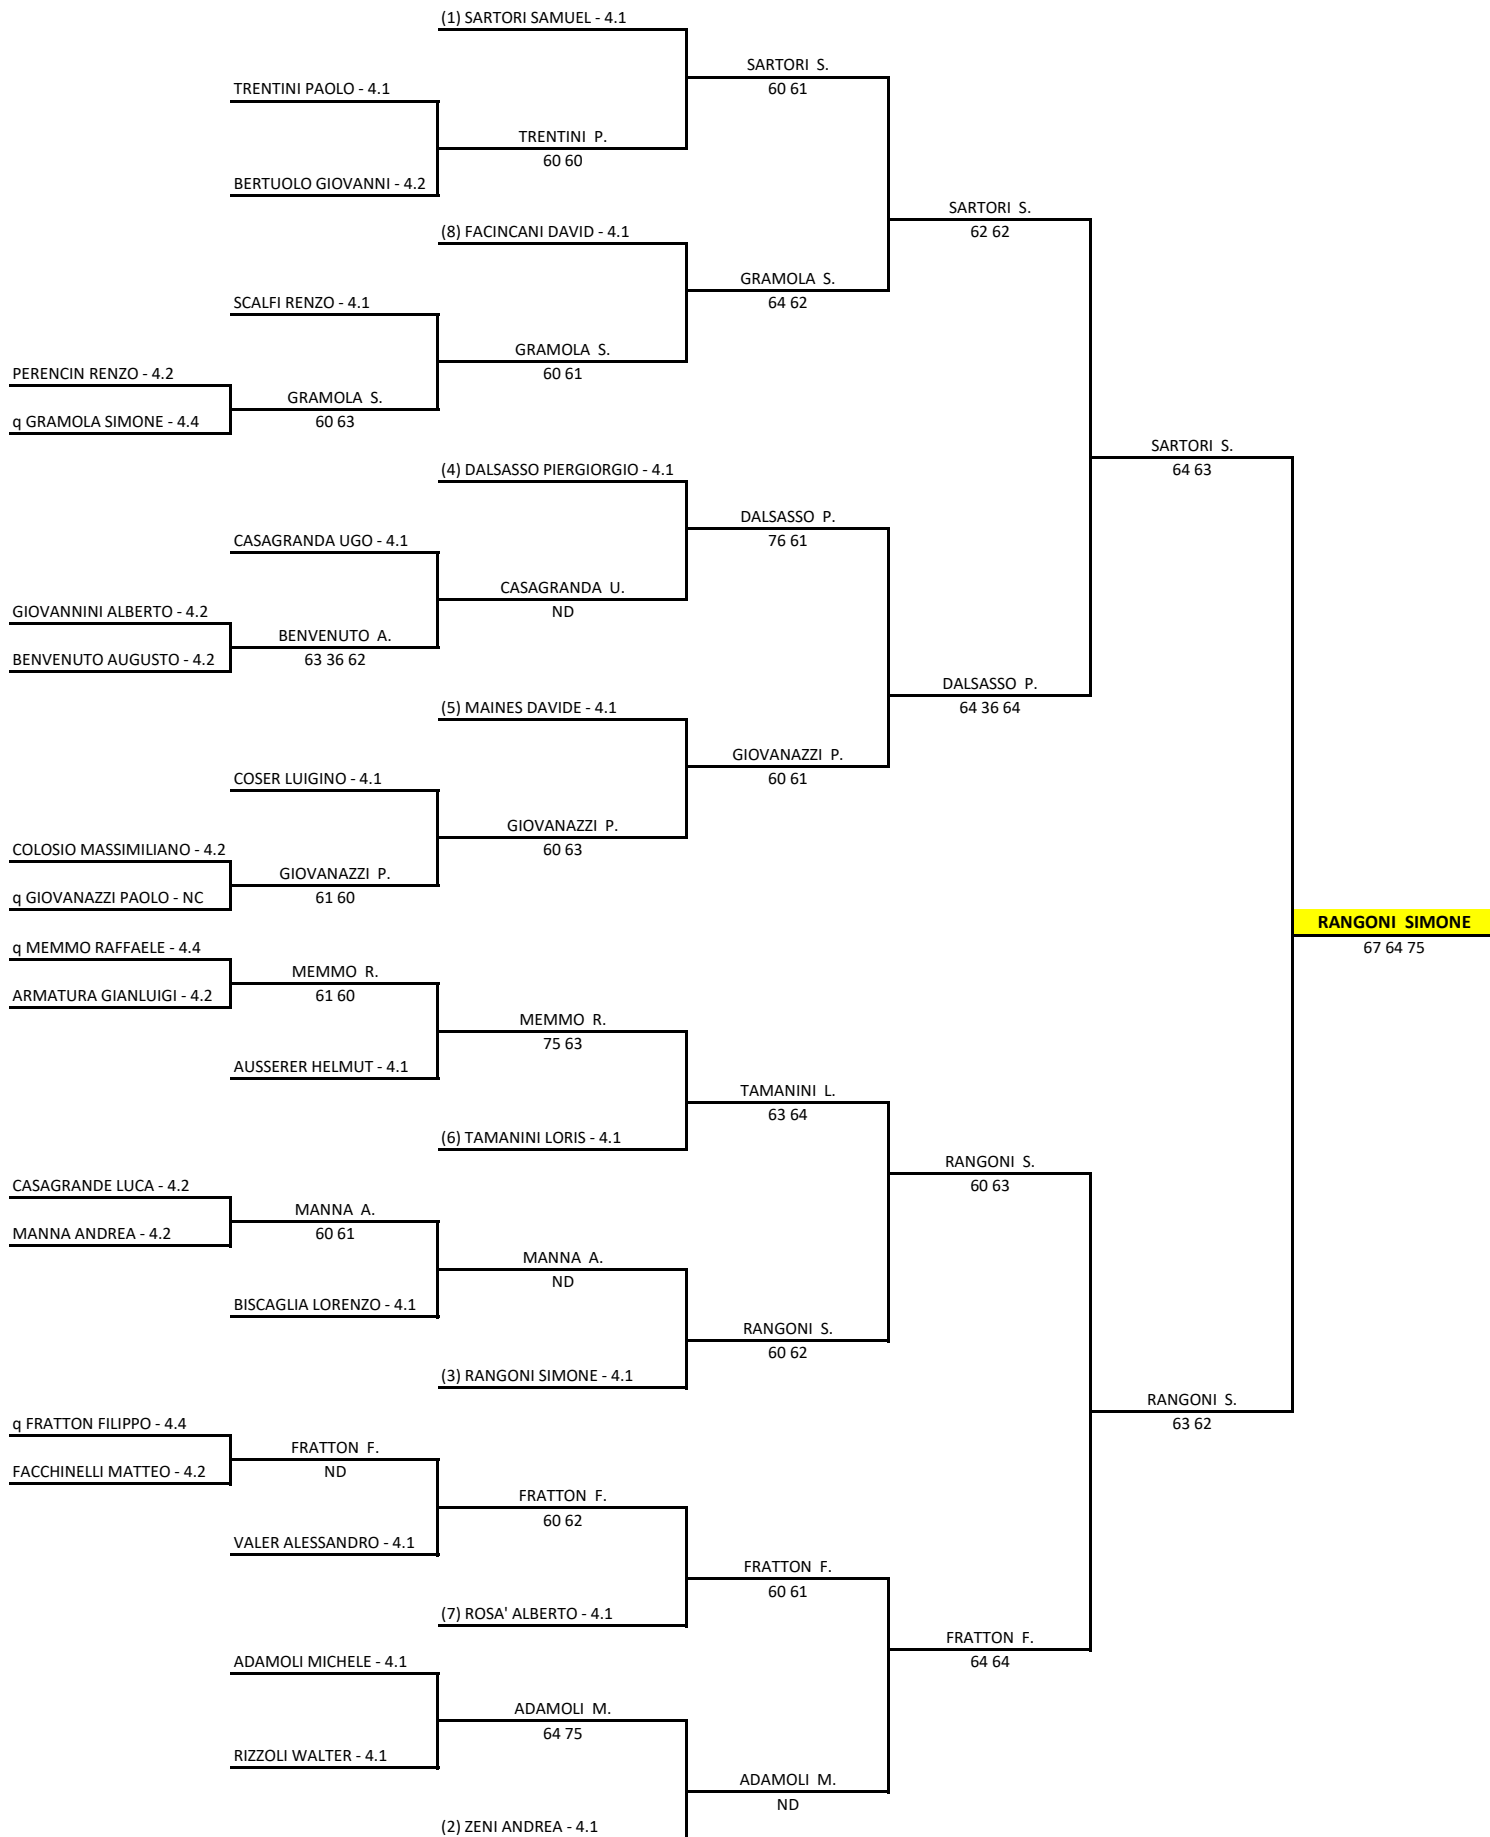 (1) SARTORI SAMUEL - 4.1
SARTORI  S.
TRENTINI PAOLO - 4.1
60 61
TRENTINI  P.
60 60
BERTUOLO GIOVANNI - 4.2
SARTORI  S.
62 62
(8) FACINCANI DAVID - 4.1
GRAMOLA  S.
64 62
SCALFI RENZO - 4.1
GRAMOLA  S.
60 61
PERENCIN RENZO - 4.2
GRAMOLA  S.
60 63
q GRAMOLA SIMONE - 4.4
SARTORI  S.
64 63
(4) DALSASSO PIERGIORGIO - 4.1
DALSASSO  P.
76 61
CASAGRANDA UGO - 4.1
CASAGRANDA  U.
ND
GIOVANNINI ALBERTO - 4.2
BENVENUTO  A.
63 36 62
BENVENUTO AUGUSTO - 4.2
DALSASSO  P.
64 36 64
(5) MAINES DAVIDE - 4.1
GIOVANAZZI  P.
60 61
COSER LUIGINO - 4.1
GIOVANAZZI  P.
60 63
COLOSIO MASSIMILIANO - 4.2
GIOVANAZZI  P.
61 60
q GIOVANAZZI PAOLO - NC
RANGONI  SIMONE
67 64 75
q MEMMO RAFFAELE - 4.4
MEMMO  R.
61 60
ARMATURA GIANLUIGI - 4.2
MEMMO  R.
75 63
AUSSERER HELMUT - 4.1
TAMANINI  L.
63 64
(6) TAMANINI LORIS - 4.1
RANGONI  S.
60 63
CASAGRANDE LUCA - 4.2
MANNA  A.
60 61
MANNA ANDREA - 4.2
MANNA  A.
ND
BISCAGLIA LORENZO - 4.1
RANGONI  S.
60 62
(3) RANGONI SIMONE - 4.1
RANGONI  S.
63 62
q FRATTON FILIPPO - 4.4
FRATTON  F.
ND
FACCHINELLI MATTEO - 4.2
FRATTON  F.
60 62
VALER ALESSANDRO - 4.1
FRATTON  F.
60 61
(7) ROSA' ALBERTO - 4.1
FRATTON  F.
64 64
ADAMOLI MICHELE - 4.1
ADAMOLI  M.
64 75
RIZZOLI WALTER - 4.1
ADAMOLI  M.
ND
(2) ZENI ANDREA - 4.1